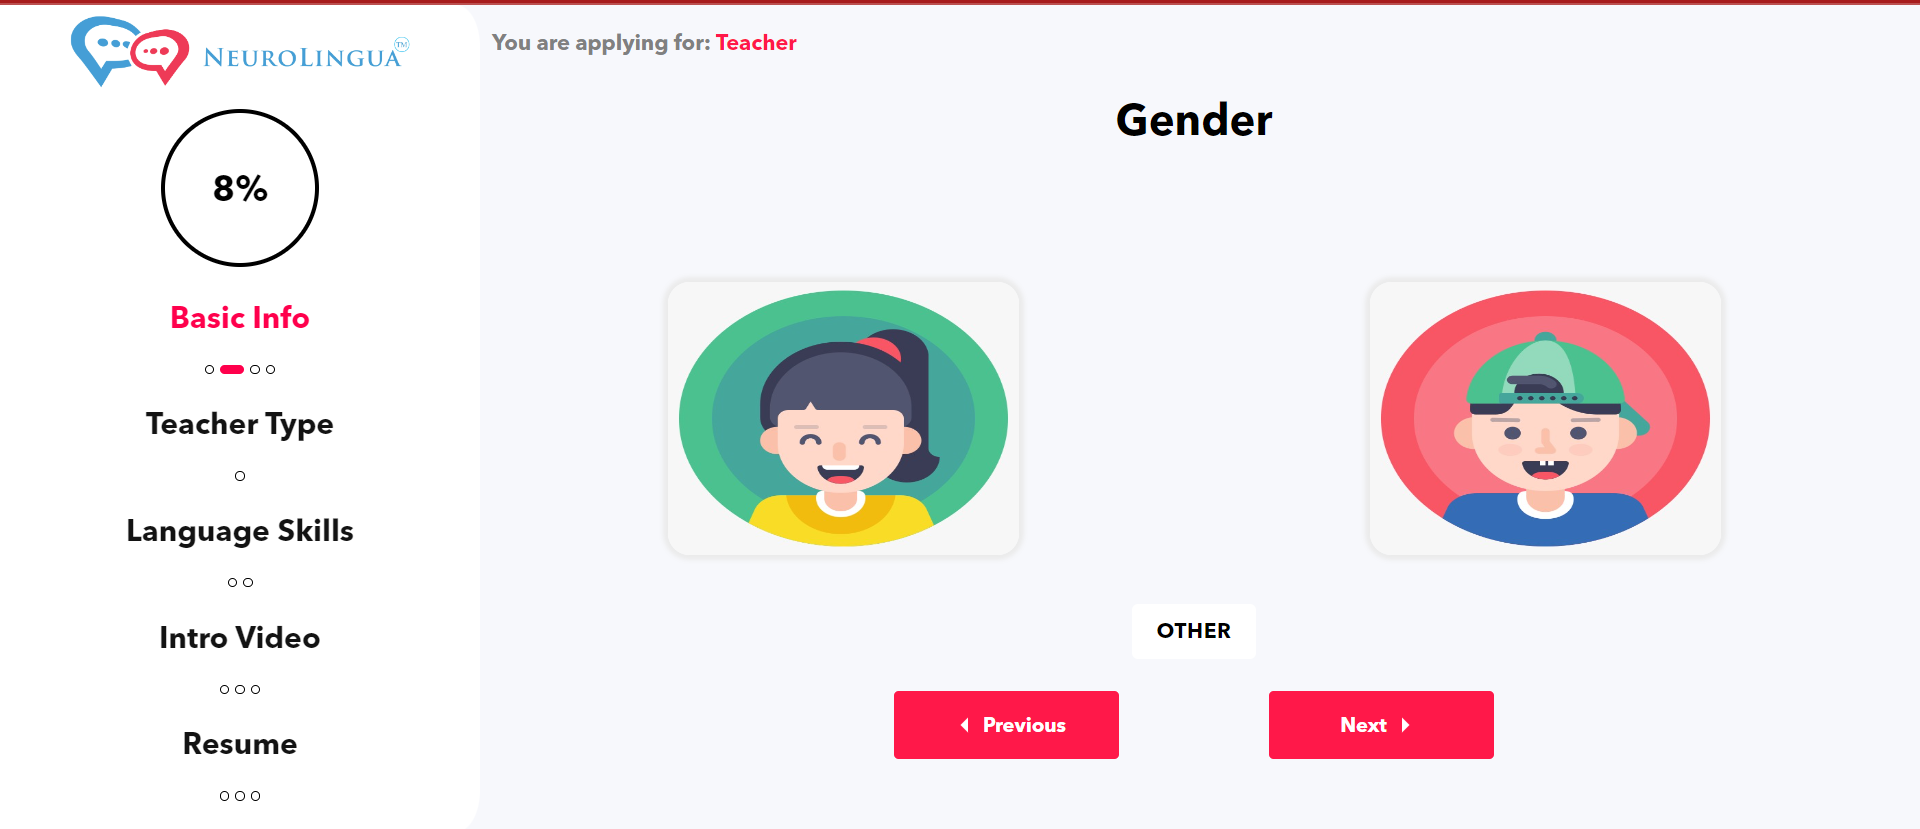 NEUROLINGUA™
8%
Basic Info
Teacher Type
Language Skills
Intro Video
Resume
You are applying for: Teacher
Gender
OTHER
Previous
Next